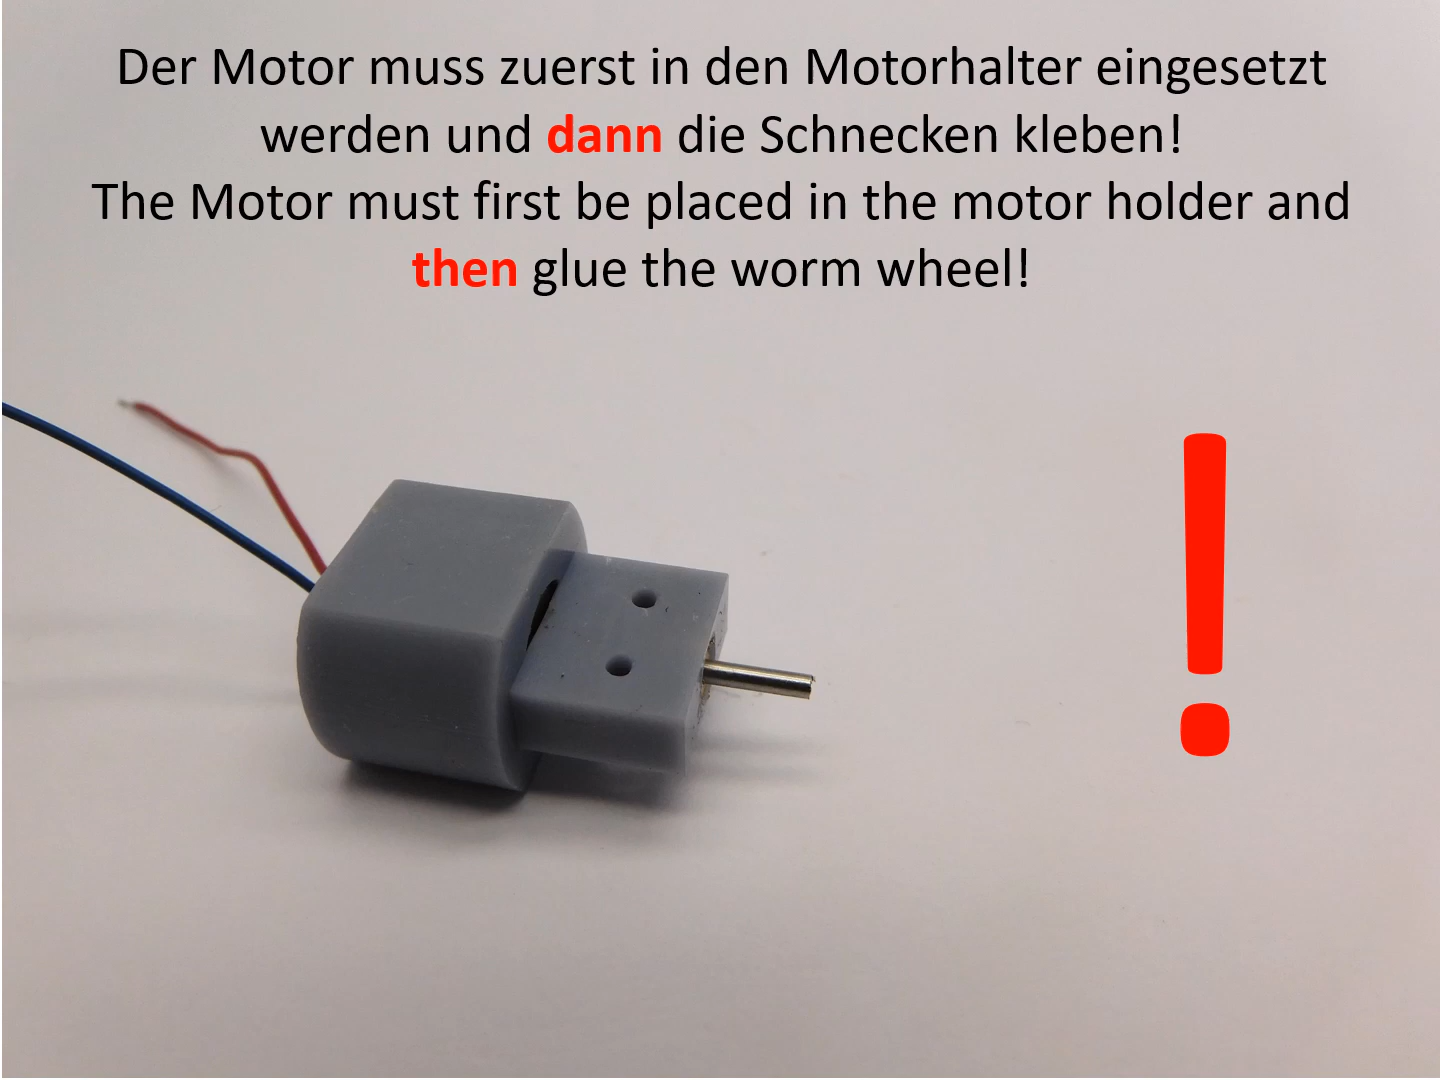 Der Motor muss zuerst in den Motorhalter eingesetzt
werden und dann die Schnecken kleben!
The Motor must first be placed in the motor holder and
then glue the worm wheel!
!